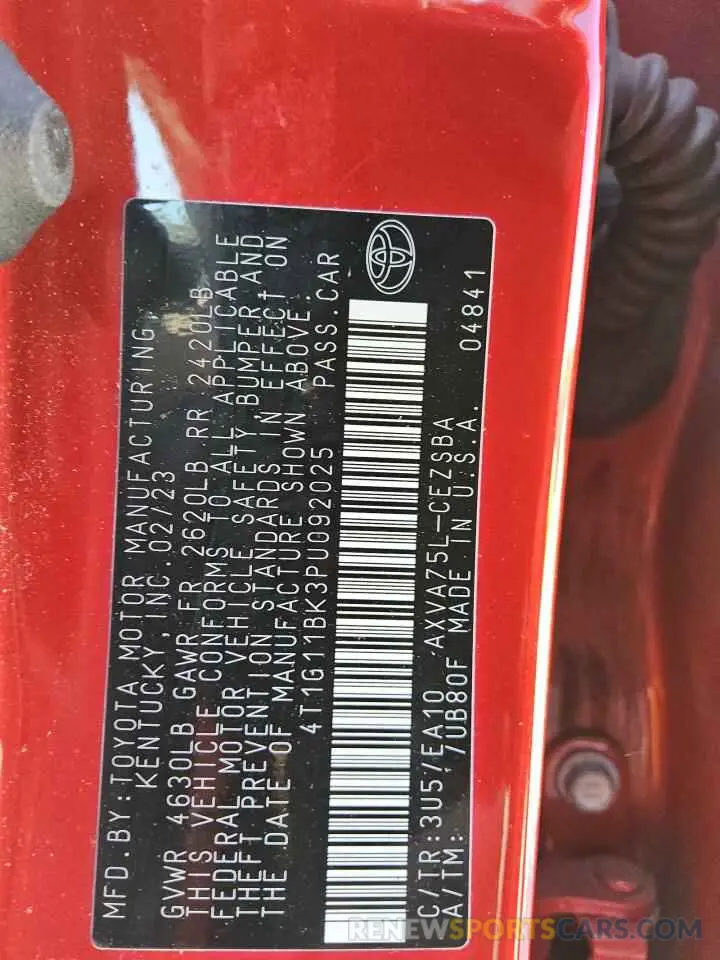 MFD.BY:TOYOTA MOTOR MANUFACTURING,
KENTUCKY,INC.02/23
GVWR 4630LB GAWR FR 2620LB RR 2420LB
THIS VEHICLE CONFORMS TO ALL APPLICABLE
FEDERAL MOTOR VEHICLE SAFETY,BUMPER,AND
THEFT PREVENTION STANDARDS IN EFFECT ON
THE DATE OF MANUFACTURE SHOWN ABOVE.
4T1G11BK3PU092025 PASS.CAR
C/TR:3U5/EA10 AXVA75L-CEZSBA
A/TM: /UB80F MADE IN U.S.A. 04841
RENEWSPORTSCARS.COM